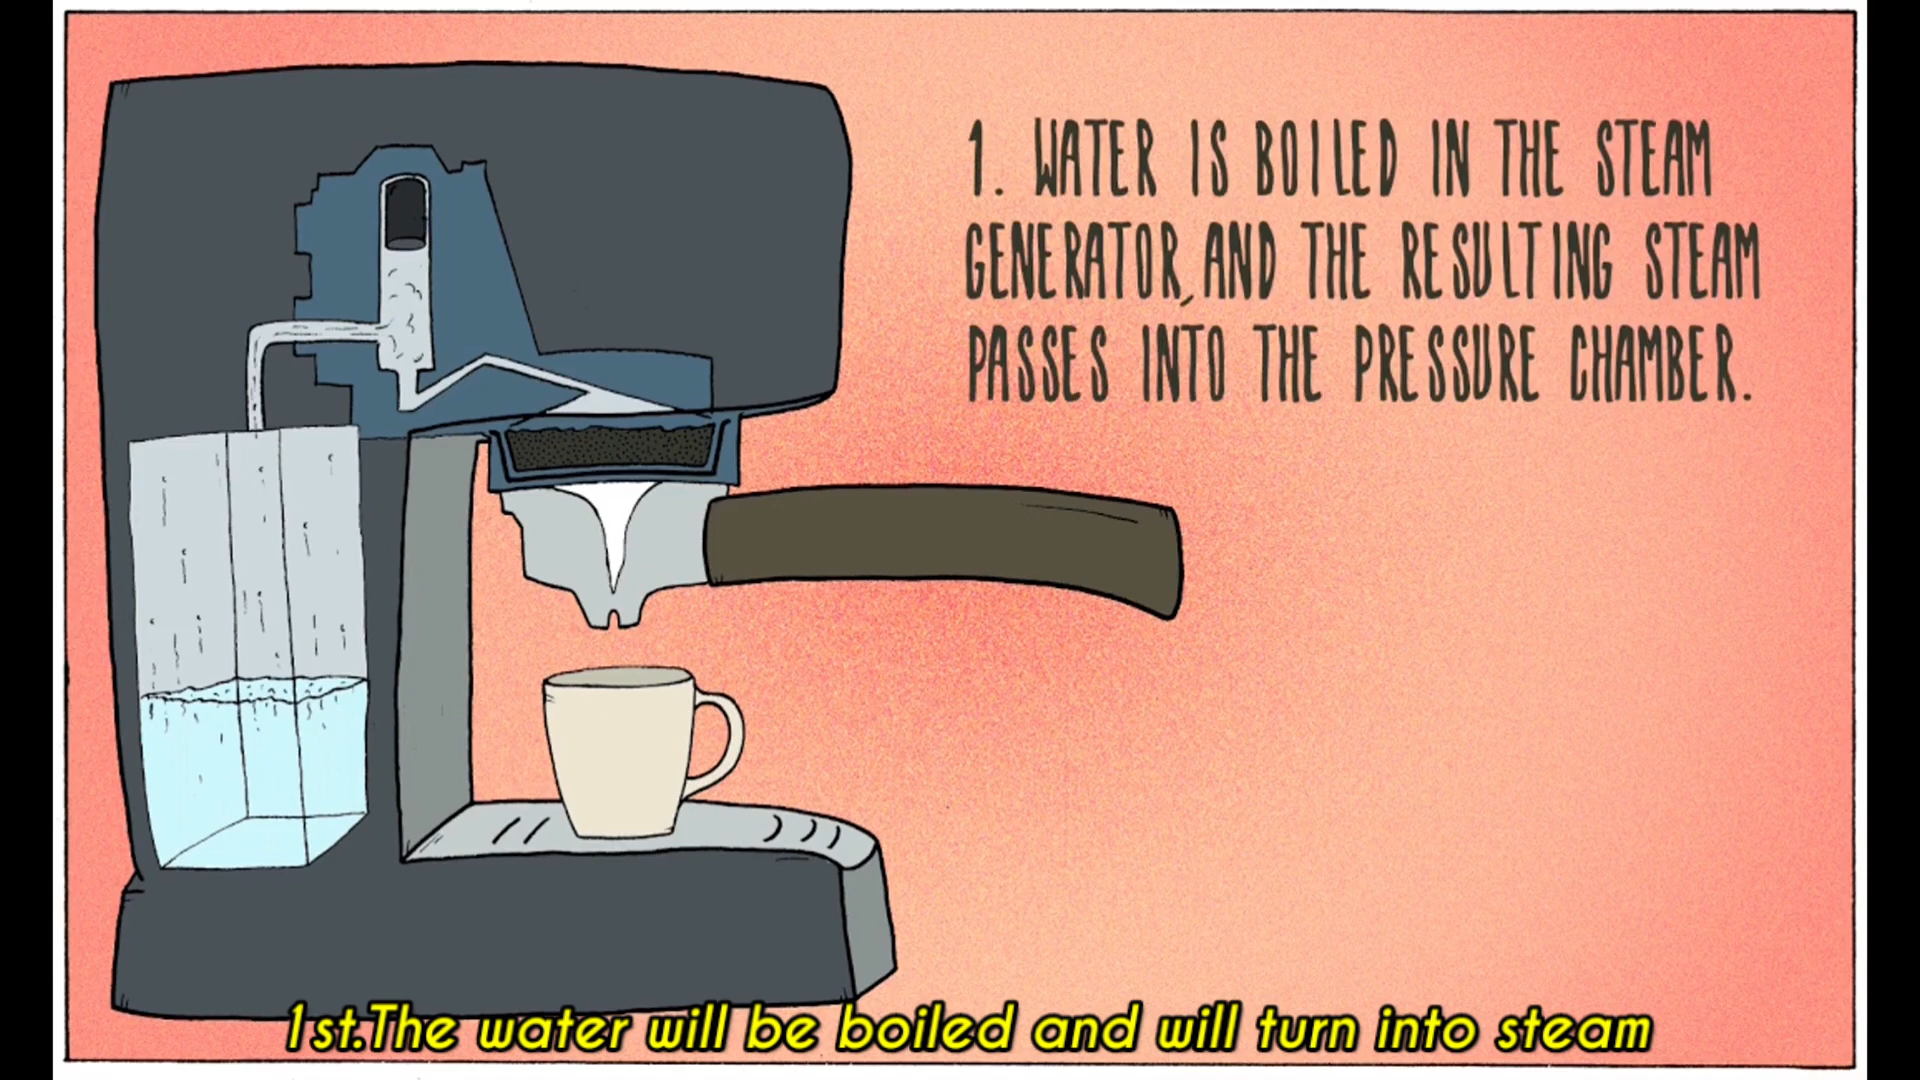 1. WATER IS BOILED IN THE STEAM
GENERATOR, AND THE RESULTING STEAM
PASSES INTO THE PRESSURE CHAMBER.
1st.The water will be boiled and will turn into steam